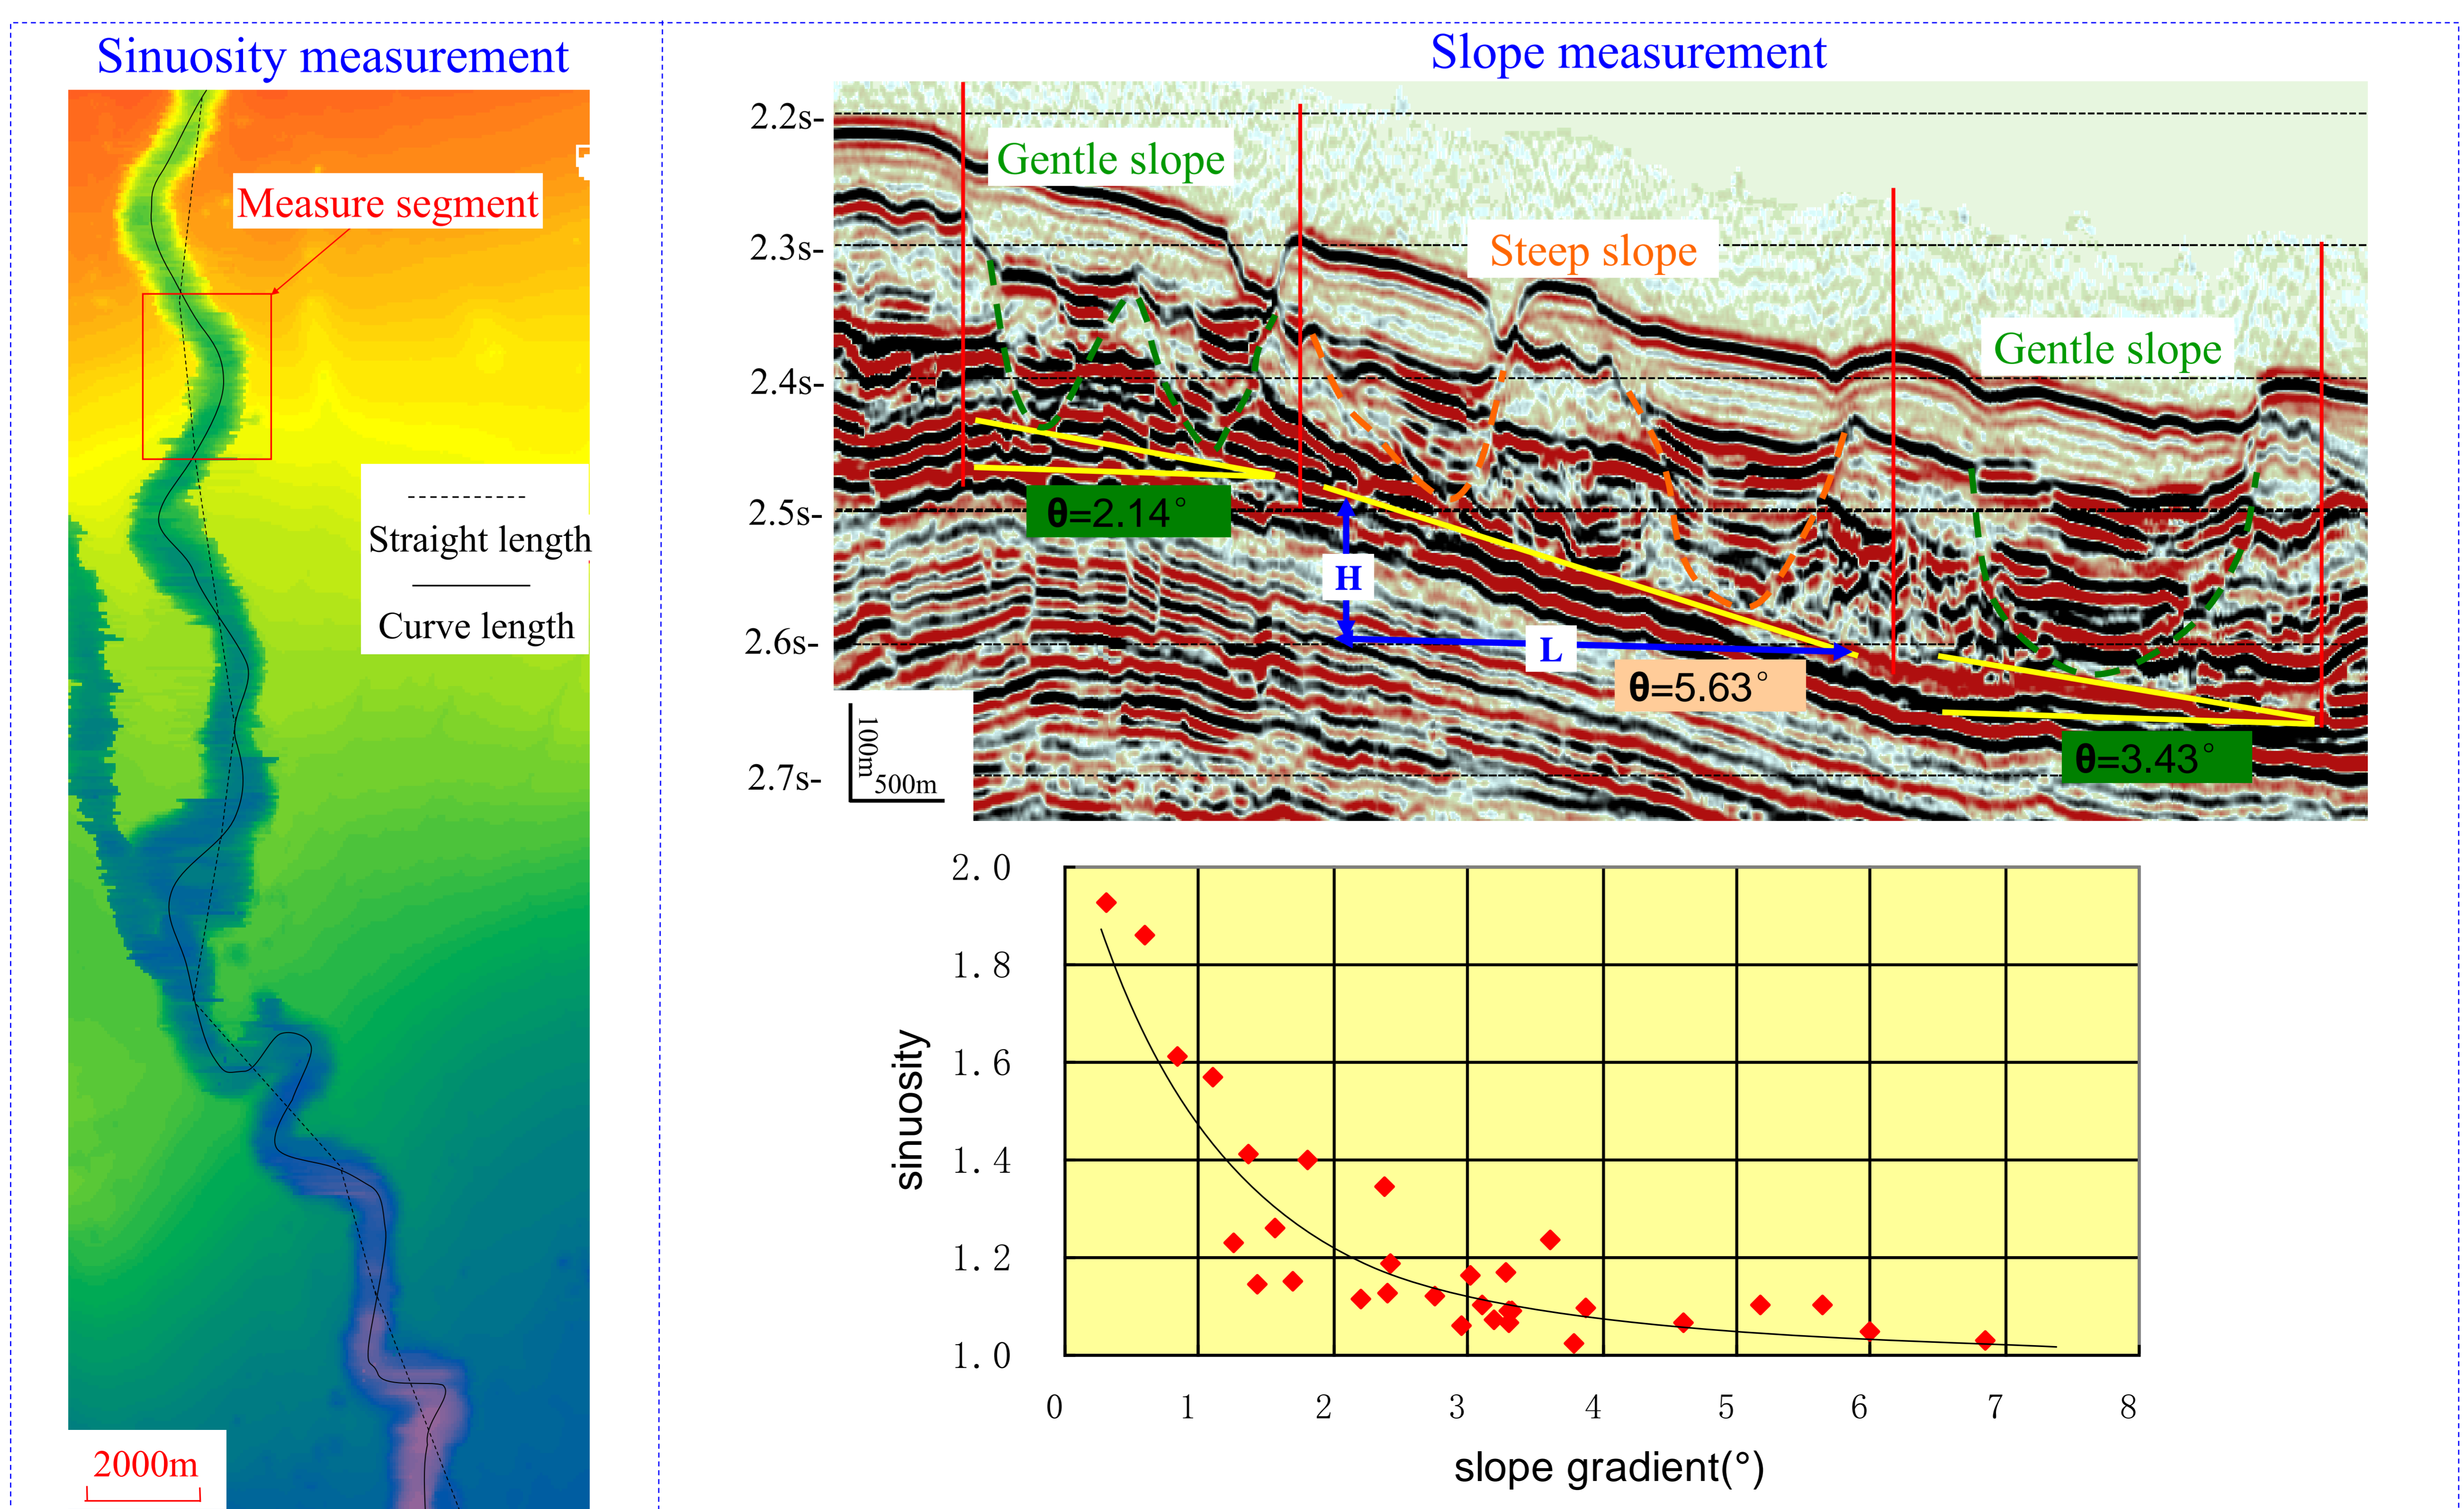 Sinuosity measurement
Measure segment
Straight length
Curve length
2000m
Slope measurement
2.2s-
2.3s-
2.4s-
2.5s-
2.6s-
2.7s-
Gentle slope
Steep slope
Gentle slope
θ=2.14°
H
L
θ=5.63°
θ=3.43°
100m
500m
2.0
1.8
1.6
1.4
1.2
1.0
sinuosity
0 1 2 3 4 5 6 7 8
slope gradient(°)